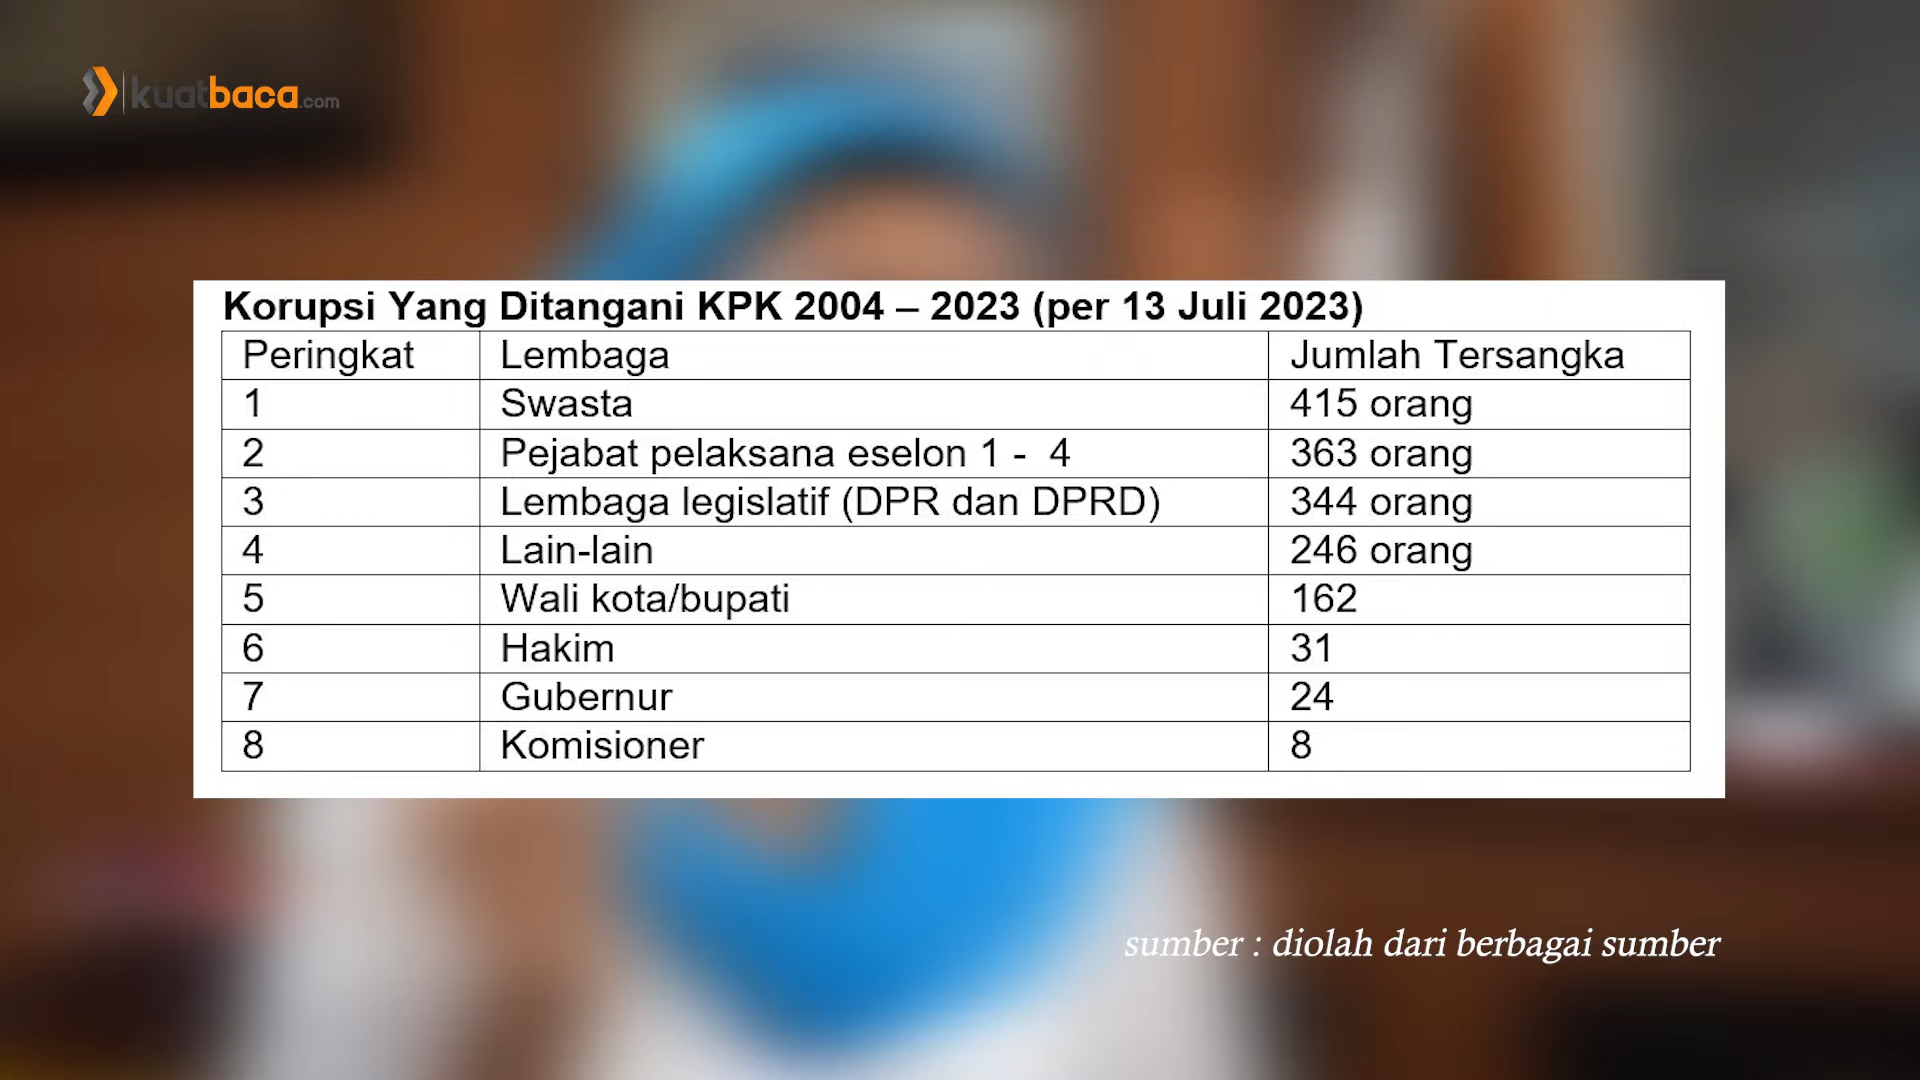 kuatbaca.com
Korupsi Yang Ditangani KPK 2004 – 2023 (per 13 Juli 2023)
Peringkat Lembaga Jumlah Tersangka
1 Swasta 415 orang
2 Pejabat pelaksana eselon 1 - 4 363 orang
3 Lembaga legislatif (DPR dan DPRD) 344 orang
4 Lain-lain 246 orang
5 Wali kota/bupati 162
6 Hakim 31
7 Gubernur 24
8 Komisioner 8
sumber : diolah dari berbagai sumber